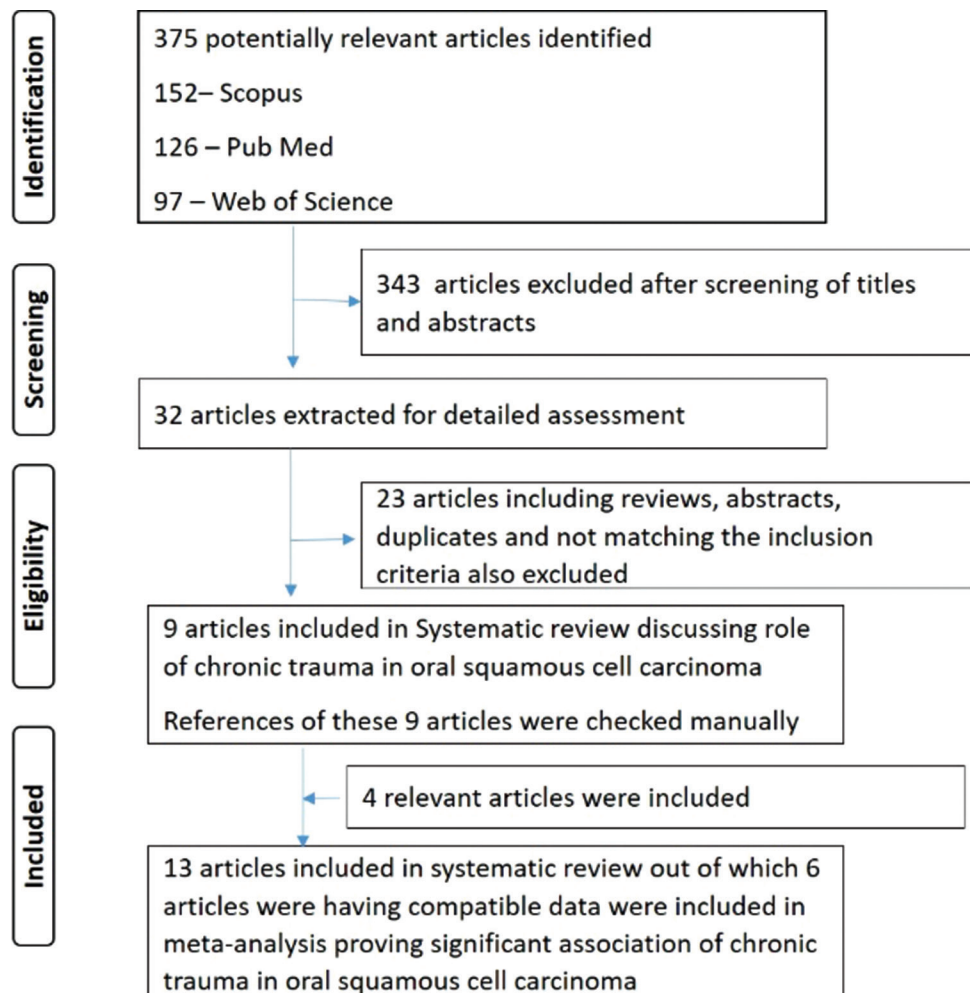 Identification
375 potentially relevant articles identified
152– Scopus
126 – Pub Med
97 – Web of Science
Screening
343 articles excluded after screening of titles
and abstracts
32 articles extracted for detailed assessment
Eligibility
23 articles including reviews, abstracts,
duplicates and not matching the inclusion
criteria also excluded
9 articles included in Systematic review discussing role
of chronic trauma in oral squamous cell carcinoma
References of these 9 articles were checked manually
Included
4 relevant articles were included
13 articles included in systematic review out of which 6
articles were having compatible data were included in
meta-analysis proving significant association of chronic
trauma in oral squamous cell carcinoma